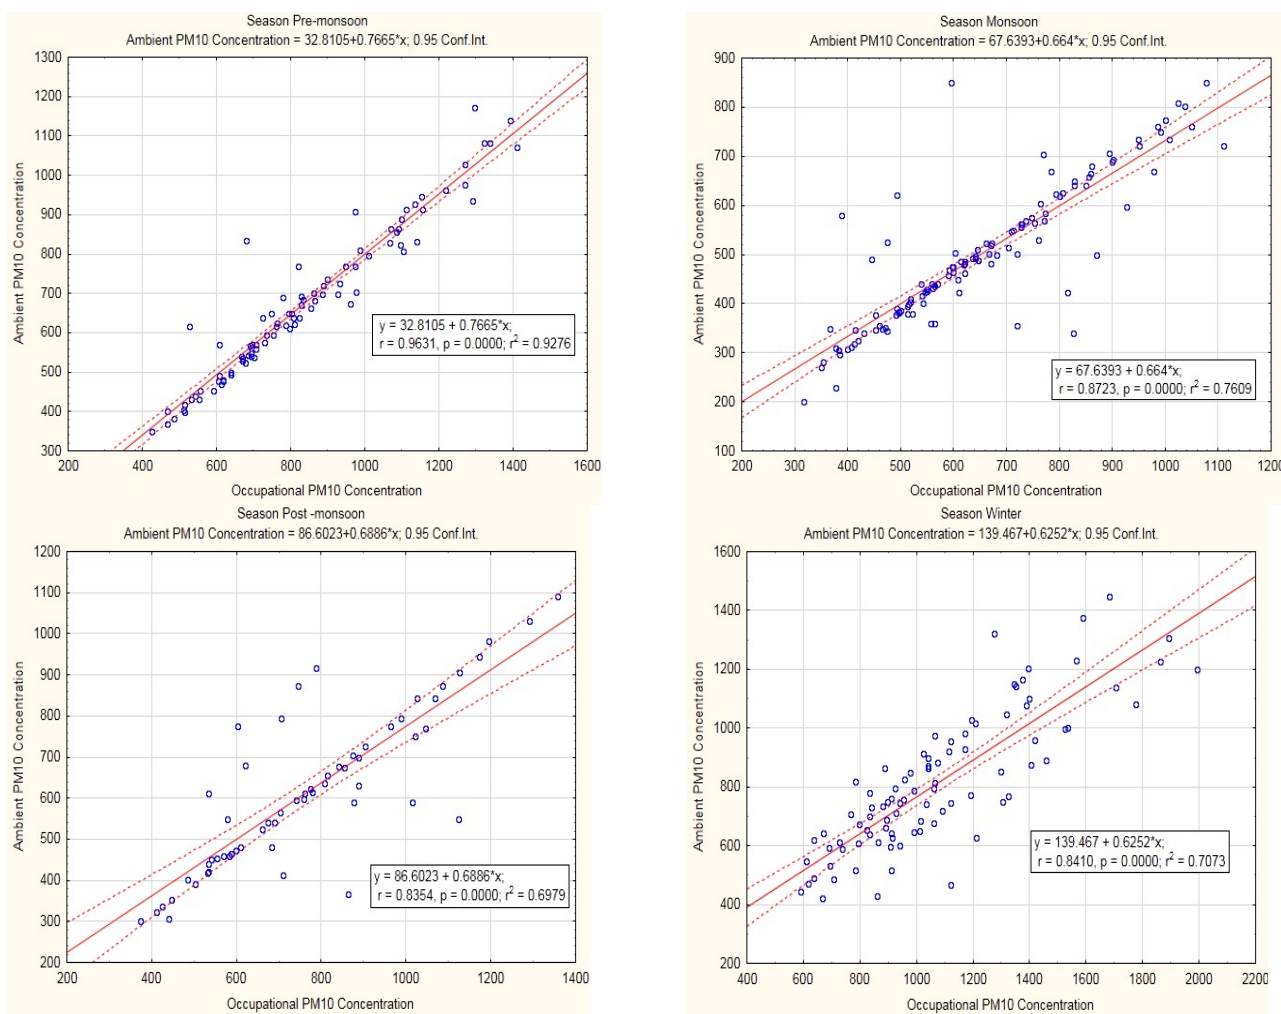 Season Pre-monsoon
Ambient PM10 Concentration = 32.8105+0.7665*x; 0.95 Conf.Int.
1300
1200
1100
1000
900
800
700
600
500
400
300
Ambient PM10 Concentration
y = 32.8105 + 0.7665*x;
r = 0.9631, p = 0.0000; r² = 0.9276
200 400 600 800 1000 1200 1400 1600
Occupational PM10 Concentration
Season Monsoon
Ambient PM10 Concentration = 67.6393+0.664*x; 0.95 Conf.Int.
900
800
700
600
500
400
300
200
100
Ambient PM10 Concentration
y = 67.6393 + 0.664*x;
r = 0.8723, p = 0.0000; r² = 0.7609
200 300 400 500 600 700 800 900 1000 1100 1200
Occupational PM10 Concentration
Season Post -monsoon
Ambient PM10 Concentration = 86.6023+0.6886*x; 0.95 Conf.Int.
1200
1100
1000
900
800
700
600
500
400
300
200
Ambient PM10 Concentration
y = 86.6023 + 0.6886*x;
r = 0.8354, p = 0.0000; r² = 0.6979
200 400 600 800 1000 1200 1400
Occupational PM10 Concentration
Season Winter
Ambient PM10 Concentration = 139.467+0.6252*x; 0.95 Conf.Int.
1600
1400
1200
1000
800
600
400
200
Ambient PM10 Concentration
y = 139.467 + 0.6252*x;
r = 0.8410, p = 0.0000; r² = 0.7073
400 600 800 1000 1200 1400 1600 1800 2000 2200
Occupational PM10 Concentration